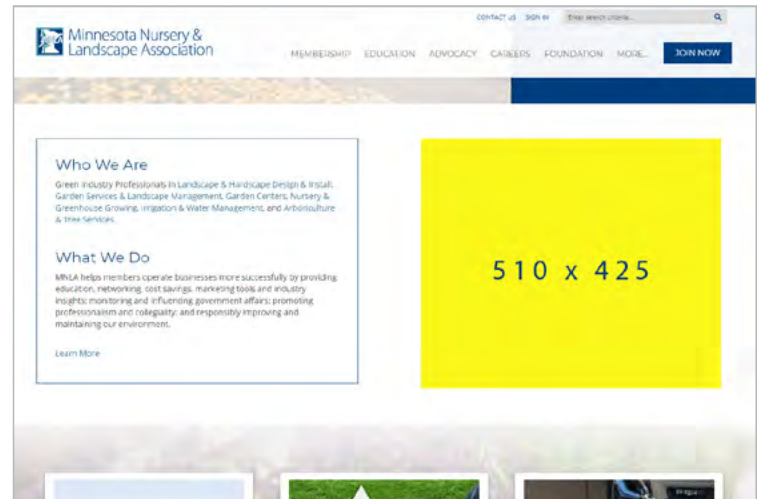 CONTACT US SIGN IN Enter search criteria...
Minnesota Nursery &
Landscape Association
MEMBERSHIP EDUCATION ADVOCACY CAREERS FOUNDATION MORE... JOIN NOW
Who We Are
Green Industry Professionals in Landscape & Hardscape Design & Install,
Garden Services & Landscape Management, Garden Centers, Nursery &
Greenhouse Growing, Irrigation & Water Management, and Arboriculture
& Tree Services.
What We Do
MNLA helps members operate businesses more successfully by providing
education, networking, cost savings, marketing tools and industry
insights; monitoring and influencing government affairs; promoting
professionalism and collegiality; and responsibly improving and
maintaining our environment.
Learn More
510 x 425